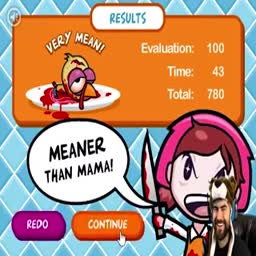 RESULTS
VERY MEAN!
Evaluation: 100
Time: 43
Total: 780
MEANER
THAN MAMA!
REDO
CONTINUE